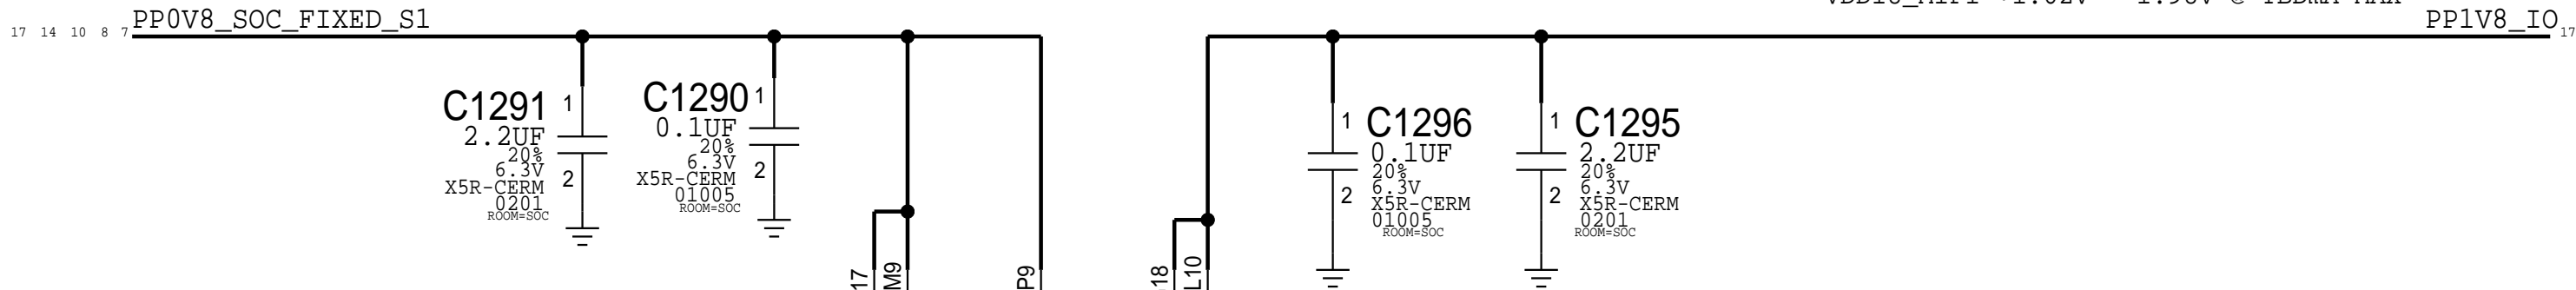 PP0V8_SOC_FIXED_S1
PP1V8_IO
17 14 10 8 7
17
C1291
2.2UF
20%
6.3V
X5R-CERM
0201
ROOM=SOC
1
2
C1290
0.1UF
20%
6.3V
X5R-CERM
01005
ROOM=SOC
1
2
1
2
C1296
0.1UF
20%
6.3V
X5R-CERM
01005
ROOM=SOC
1
2
C1295
2.2UF
20%
6.3V
X5R-CERM
0201
ROOM=SOC
17
M9
P9
18
L10